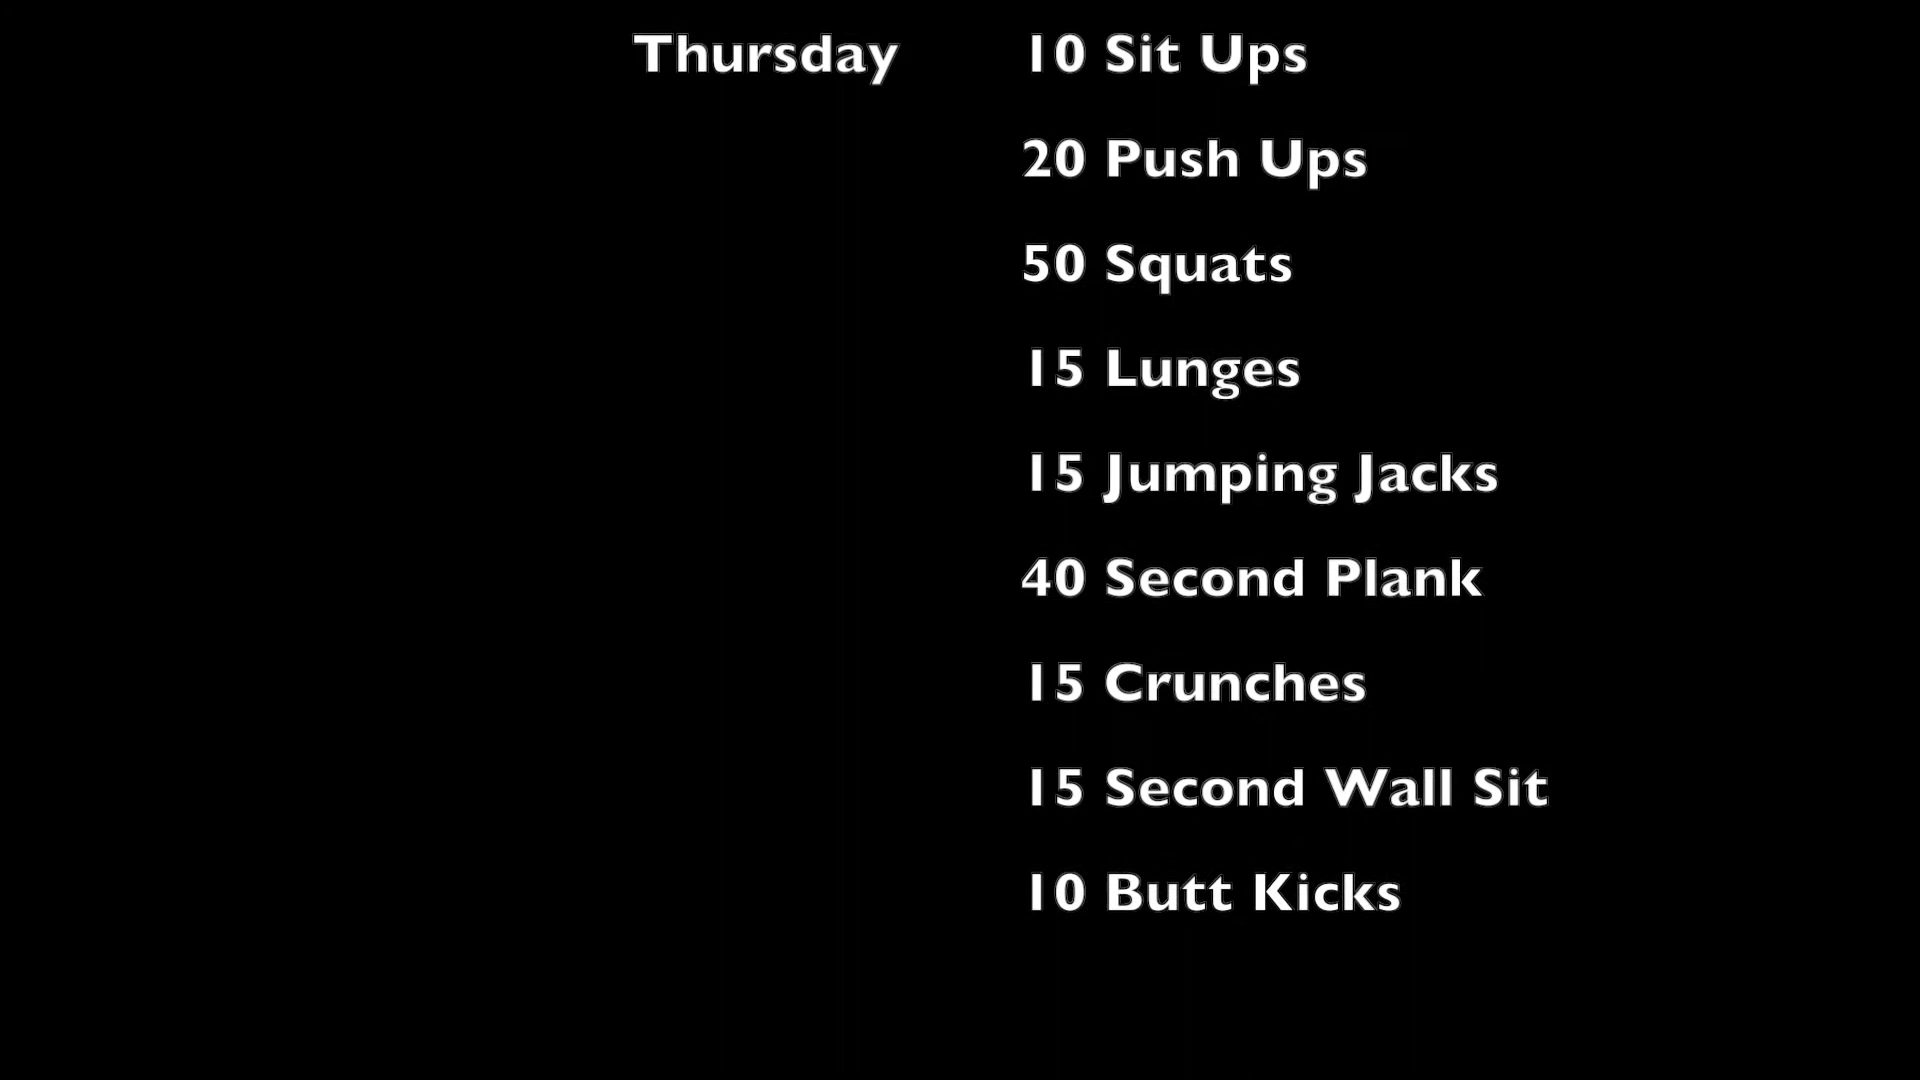 Thursday 10 Sit Ups
20 Push Ups
50 Squats
15 Lunges
15 Jumping Jacks
40 Second Plank
15 Crunches
15 Second Wall Sit
10 Butt Kicks